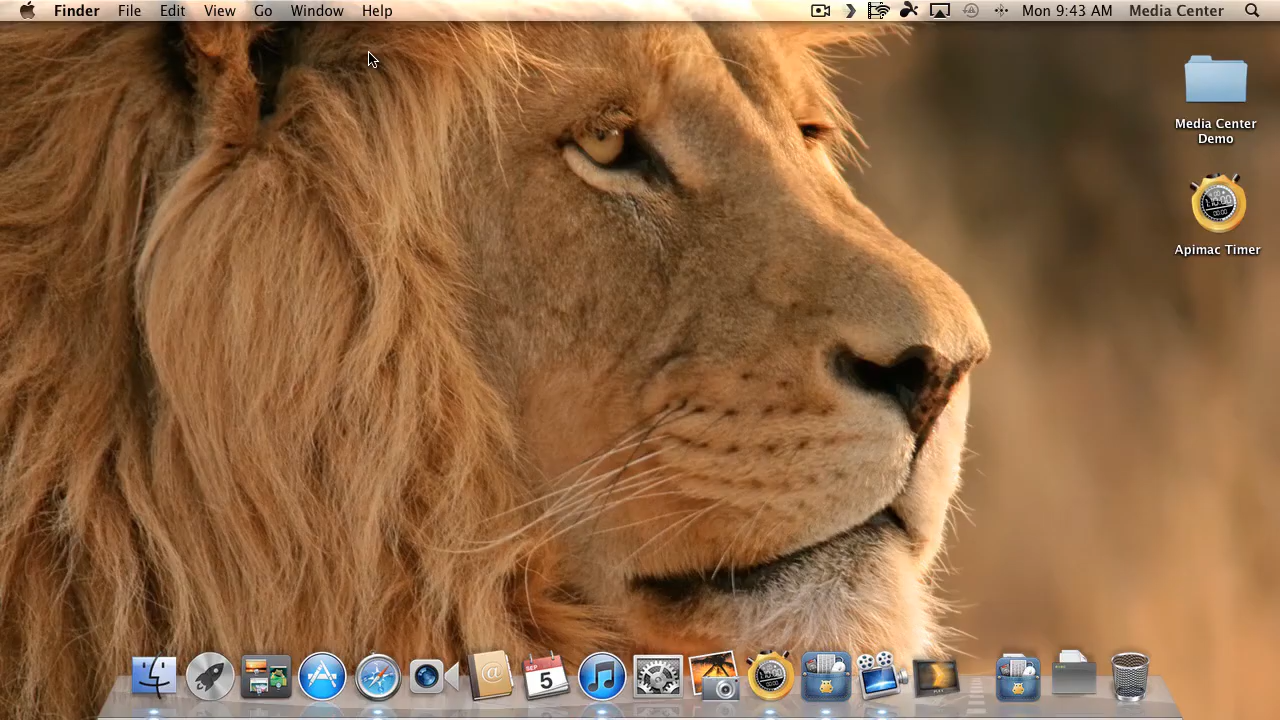 Finder File Edit View Go Window Help Mon 9:43 AM Media Center
Media Center
Demo
Apimac Timer
@
SEP
5